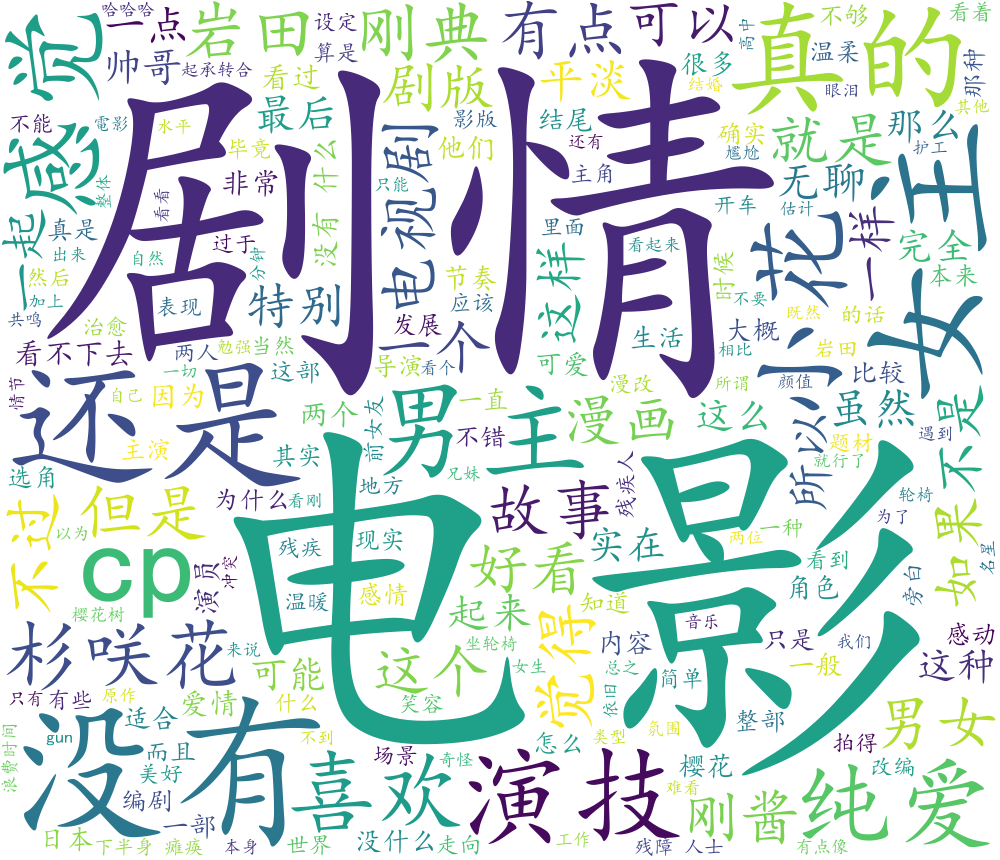 哈哈哈
设定
一点
岩田
刚典
有点
可以
不够
看着
觉
帅哥
起承转合
算是
看过
剧版
平淡
很多
高中
结婚
温柔
眼泪
那种
其他
真的
剧情
不能
電影
水平
最后
影版
结尾
确实
就是
那么
感
毕竟
什么
他们
还有
尴尬
护工
女主
整体
看看
非常
没有
电视剧
只能
主角
开车
估计
无聊
小花
一样
一起
真是
出来
过于
里面
看起来
完全
然后
自然
分钟
特别
节奏
这样
时候
不要
本来
加上
表现
应该
共鸣
治愈
发展
一个
生活
大概
既然
的话
看不下去
两人
勉强
当然
导演
看个
可爱
相比
岩田
情节
一切
这部
还是
自己
因为
两个
男主
一直
漫改
所谓
颜值
比较
漫画
这么
所以
虽然
遇到
选角
主演
其实
前女友
不错
兄妹
残疾人
题材
如果不是
就行了
不过
但是
为什么
看刚
地方
故事
轮椅
以为
为了
cp
演员
冲突
残疾
现实
好看
实在
两位
一种
看到
旁白
名星
樱花树
温暖
感情
起来
知道
角色
杉咲花
来说
可能
这个
坐轮椅
觉得
内容
音乐
只是
我们
感动
女生
总之
简单
一般
这种
只有
有些
原作
爱情
什么
笑容
依旧
电影
浪费时间
gun
没有
适合
而且
喜欢
不到
氛围
整部
男女
美好
场景
奇怪
怎么
类型
樱花
拍得
改编
编剧
一部
演技
难看
刚酱
纯爱
日本
下半身
瘫痪
本身
世界
没什么
走向
工作
残障
人士
有点像